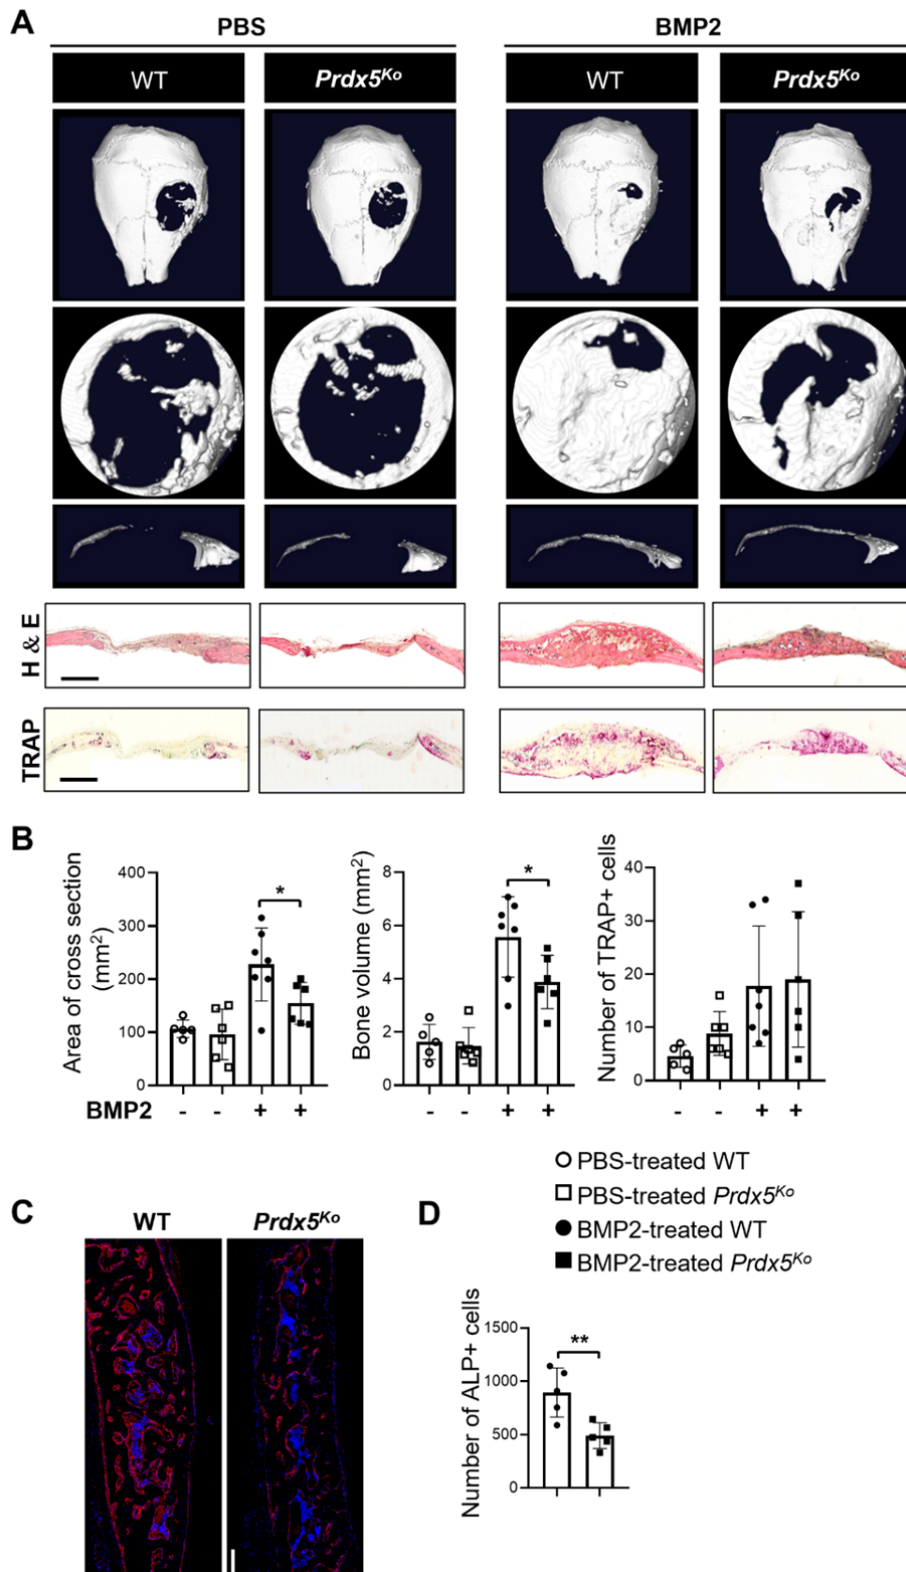 A
PBS
BMP2
WT
Prdx5ᴷᵒ
WT
Prdx5ᴷᵒ
H & E
TRAP
B
Area of cross section
(mm²)
400
300
200
100
0
*
BMP2
-
-
+
+
Bone volume (mm²)
8
6
4
2
0
*
-
-
+
+
Number of TRAP+ cells
40
30
20
10
0
-
-
+
+
PBS-treated WT
PBS-treated Prdx5ᴷᵒ
BMP2-treated WT
BMP2-treated Prdx5ᴷᵒ
C
WT
Prdx5ᴷᵒ
D
Number of ALP+ cells
1500
1000
500
0
**